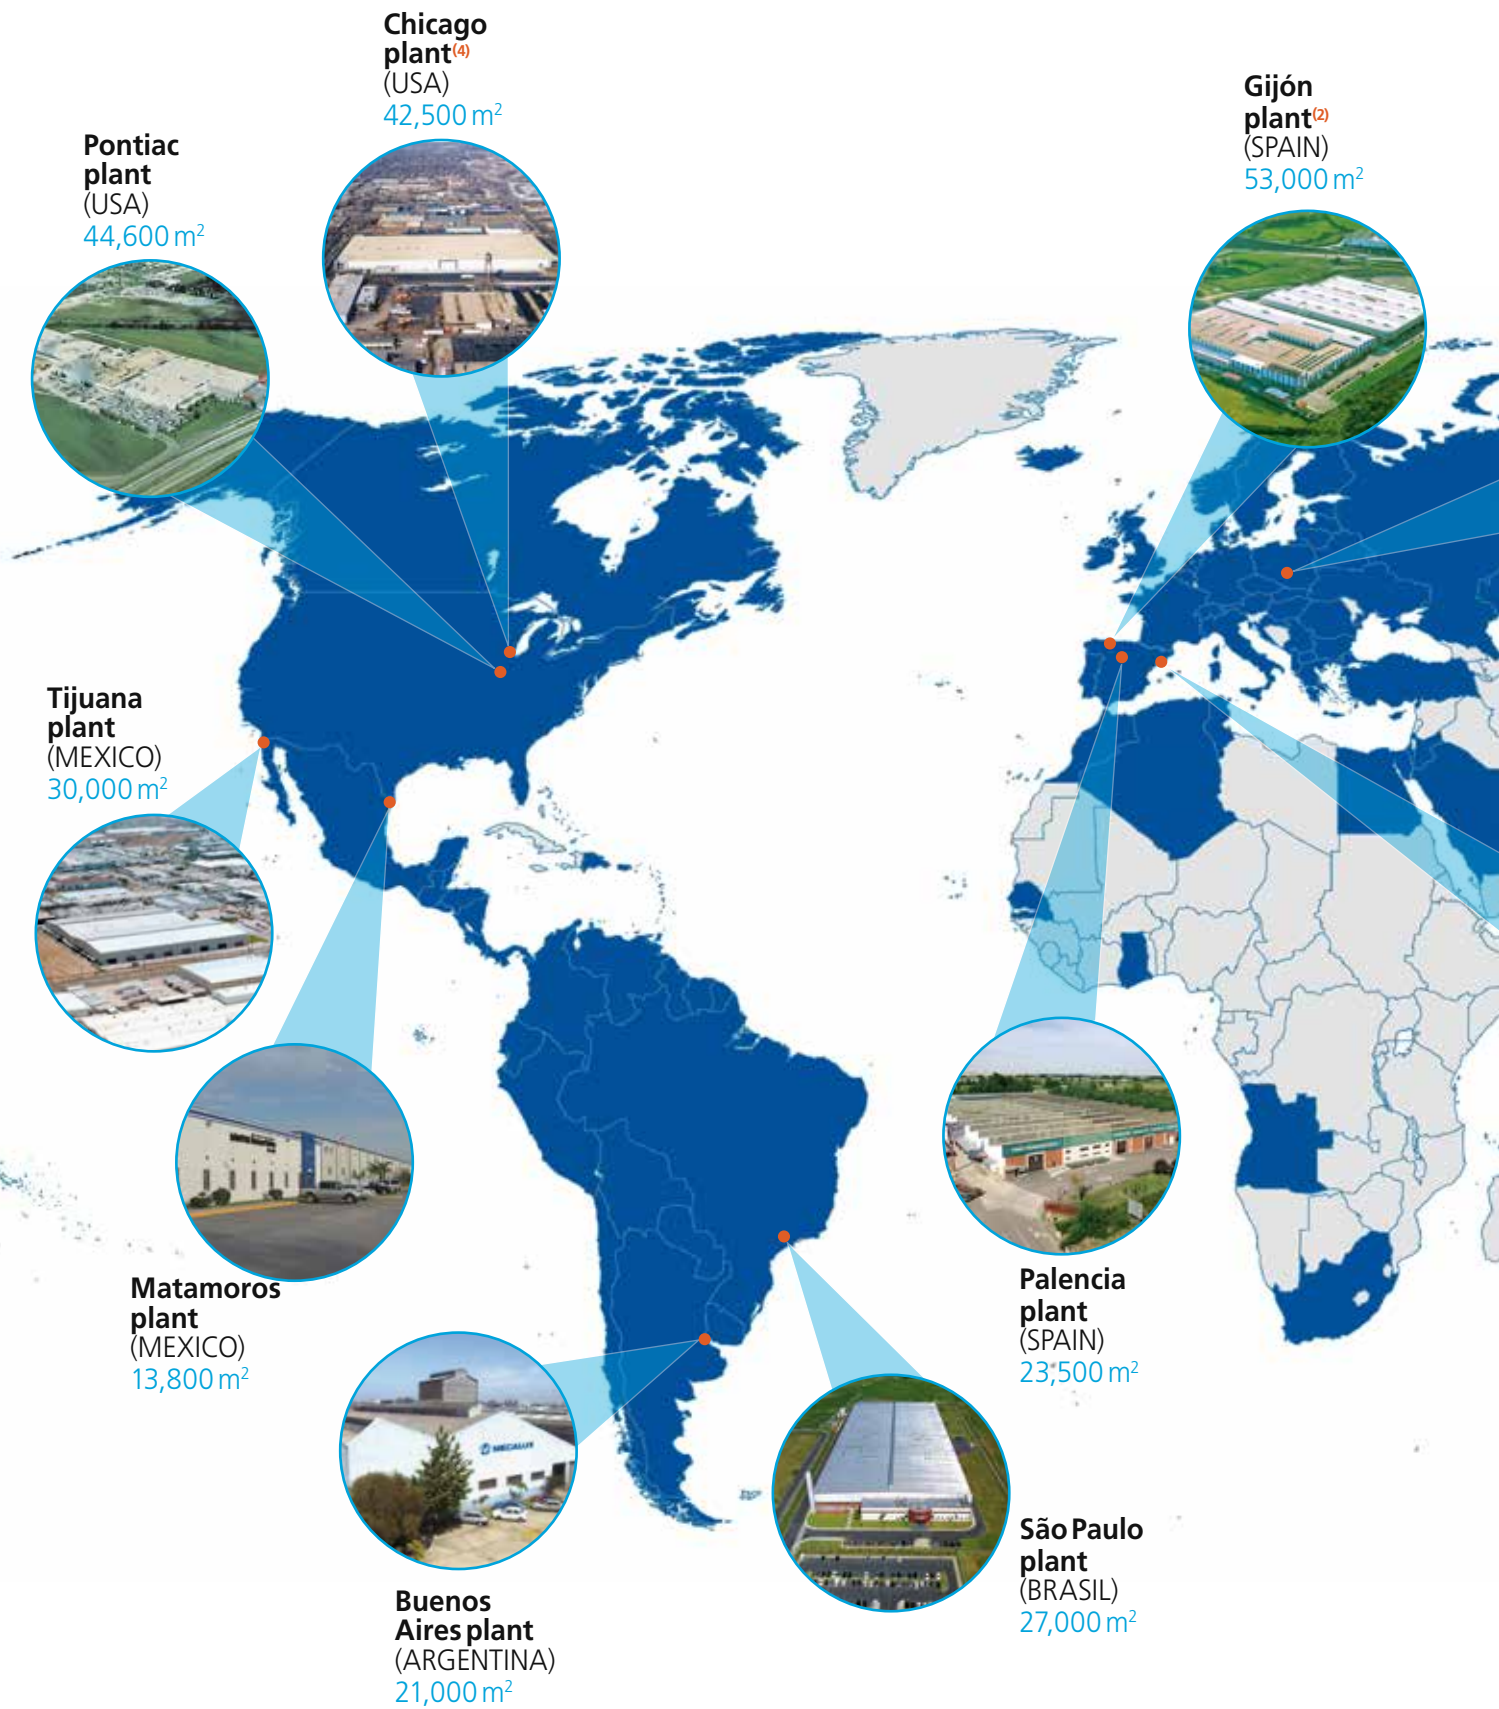 Chicago
plant(4)
(USA)
42,500 m²
Gijón
plant(2)
(SPAIN)
53,000 m²
Pontiac
plant
(USA)
44,600 m²
Tijuana
plant
(MEXICO)
30,000 m²
Matamoros
plant
(MEXICO)
13,800 m²
Palencia
plant
(SPAIN)
23,500 m²
MECALUX
São Paulo
plant
(BRASIL)
27,000 m²
Buenos
Aires plant
(ARGENTINA)
21,000 m²